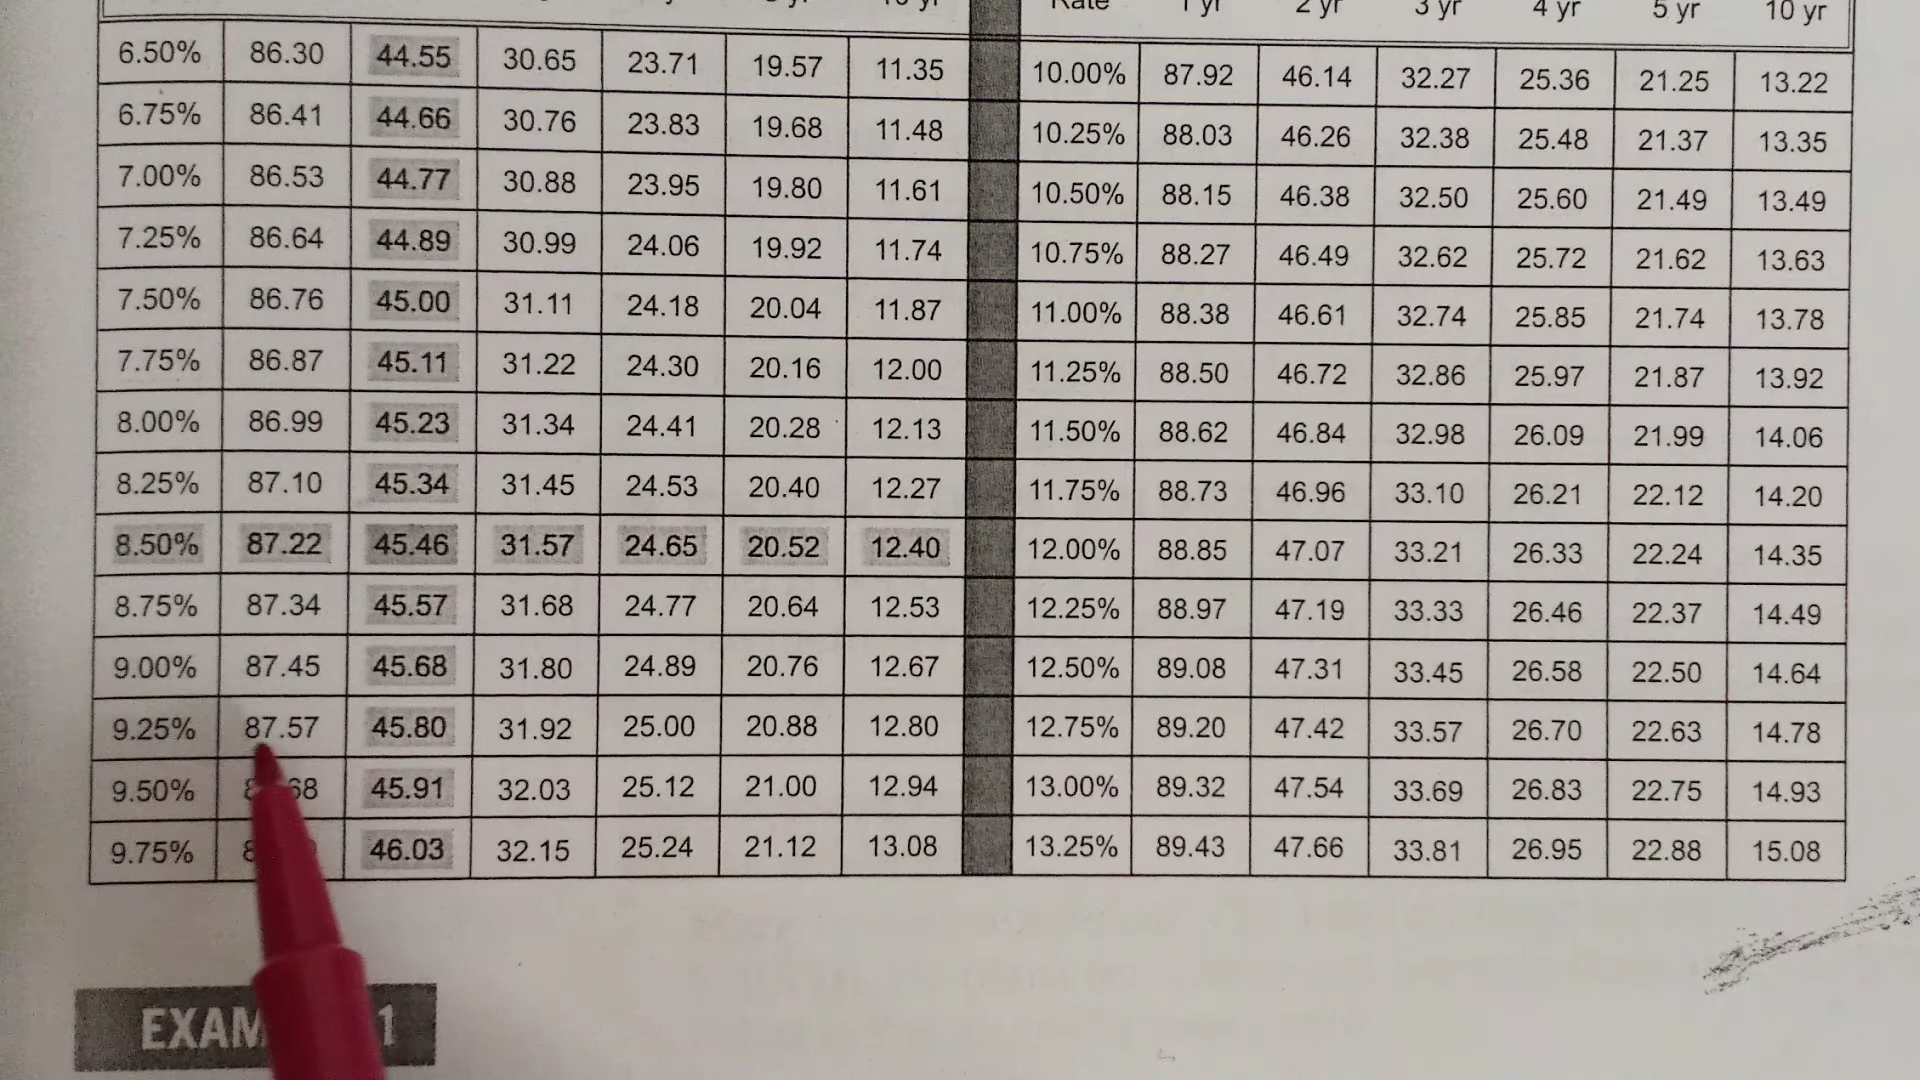 Rate 1 yr 2 yr 3 yr 4 yr 5 yr 10 yr
6.50% 86.30 44.55 30.65 23.71 19.57 11.35 10.00% 87.92 46.14 32.27 25.36 21.25 13.22
6.75% 86.41 44.66 30.76 23.83 19.68 11.48 10.25% 88.03 46.26 32.38 25.48 21.37 13.35
7.00% 86.53 44.77 30.88 23.95 19.80 11.61 10.50% 88.15 46.38 32.50 25.60 21.49 13.49
7.25% 86.64 44.89 30.99 24.06 19.92 11.74 10.75% 88.27 46.49 32.62 25.72 21.62 13.63
7.50% 86.76 45.00 31.11 24.18 20.04 11.87 11.00% 88.38 46.61 32.74 25.85 21.74 13.78
7.75% 86.87 45.11 31.22 24.30 20.16 12.00 11.25% 88.50 46.72 32.86 25.97 21.87 13.92
8.00% 86.99 45.23 31.34 24.41 20.28 12.13 11.50% 88.62 46.84 32.98 26.09 21.99 14.06
8.25% 87.10 45.34 31.45 24.53 20.40 12.27 11.75% 88.73 46.96 33.10 26.21 22.12 14.20
8.50% 87.22 45.46 31.57 24.65 20.52 12.40 12.00% 88.85 47.07 33.21 26.33 22.24 14.35
8.75% 87.34 45.57 31.68 24.77 20.64 12.53 12.25% 88.97 47.19 33.33 26.46 22.37 14.49
9.00% 87.45 45.68 31.80 24.89 20.76 12.67 12.50% 89.08 47.31 33.45 26.58 22.50 14.64
9.25% 87.57 45.80 31.92 25.00 20.88 12.80 12.75% 89.20 47.42 33.57 26.70 22.63 14.78
9.50% 45.91 32.03 25.12 21.00 12.94 13.00% 89.32 47.54 33.69 26.83 22.75 14.93
9.75% 46.03 32.15 25.24 21.12 13.08 13.25% 89.43 47.66 33.81 26.95 22.88 15.08
1